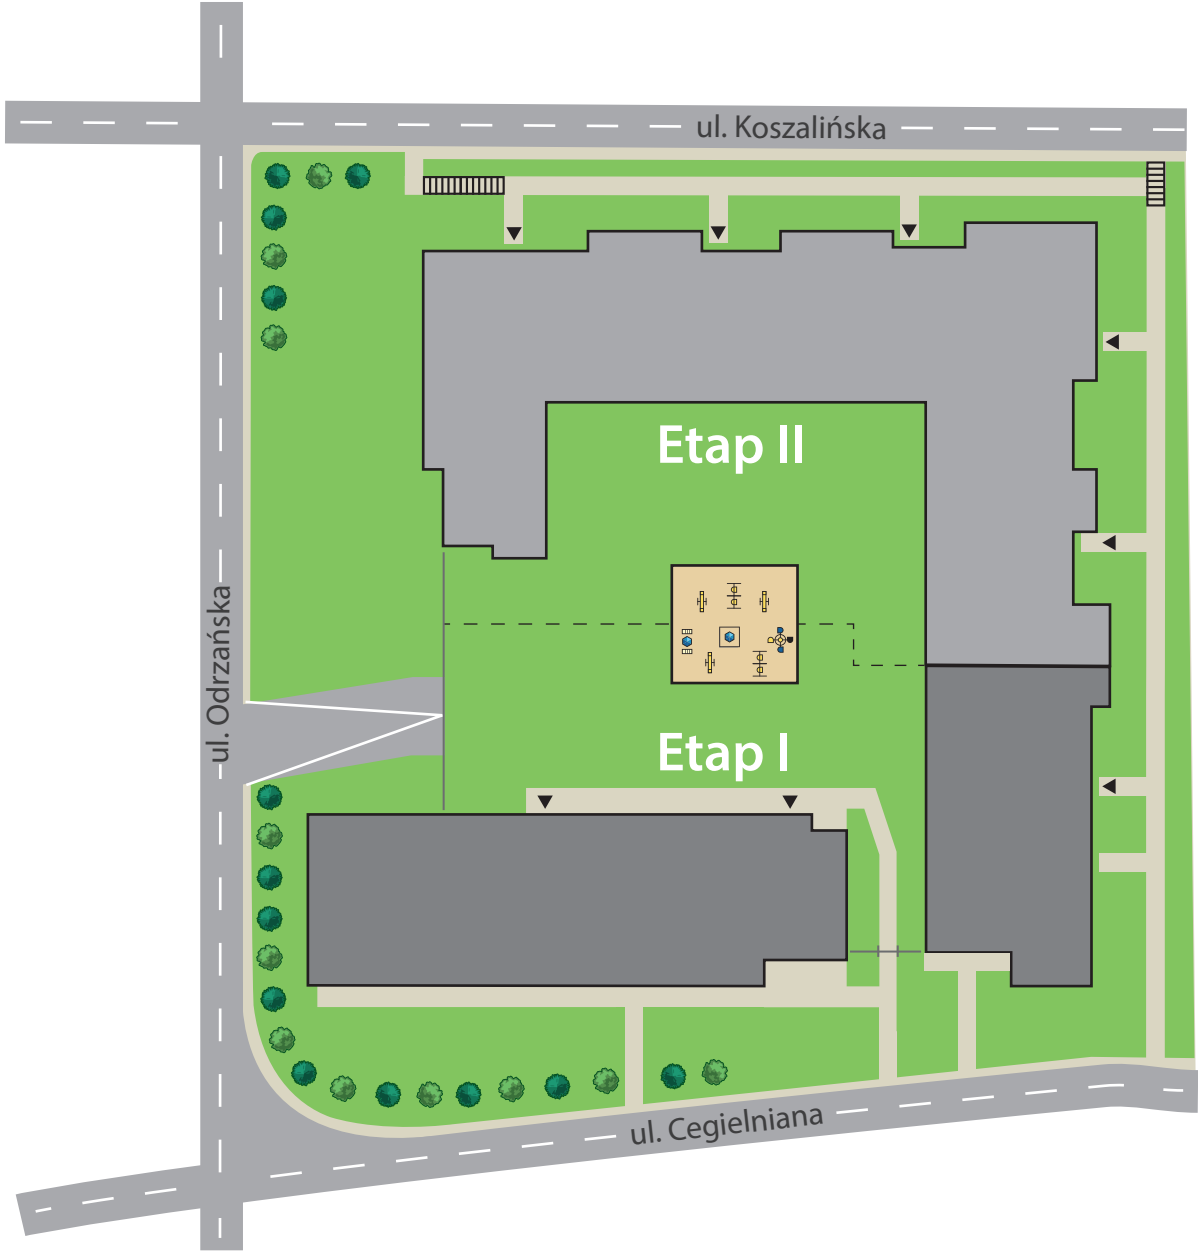 ul. Koszalińska
Etap II
ul. Odrzańska
Etap I
ul. Cegielniana